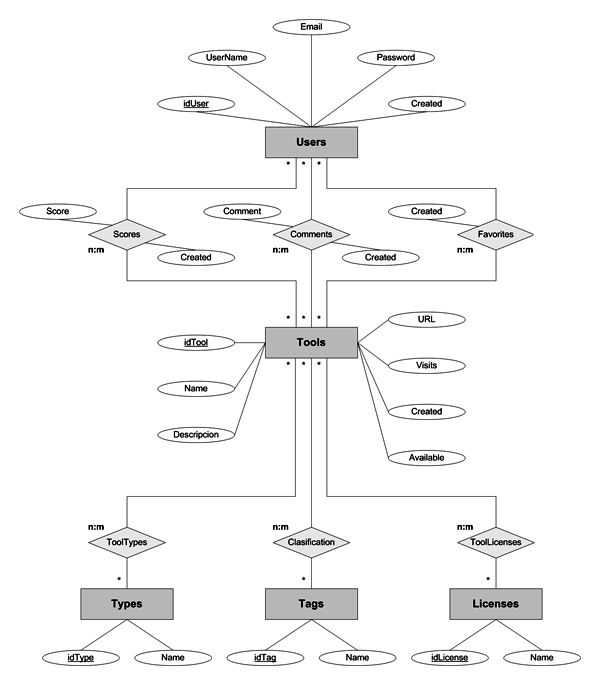 Email
UserName
Password
idUser
Created
Users
* * *
Score
Comment
Created
Scores
Comments
Favorites
n:m
n:m
n:m
Created
Created
* * *
URL
idTool
Tools
* * *
Visits
Name
Created
Descripcion
Available
n:m
n:m
n:m
ToolTypes
Clasification
ToolLicenses
*
*
*
Types
Tags
Licenses
idType
Name
idTag
Name
idLicense
Name